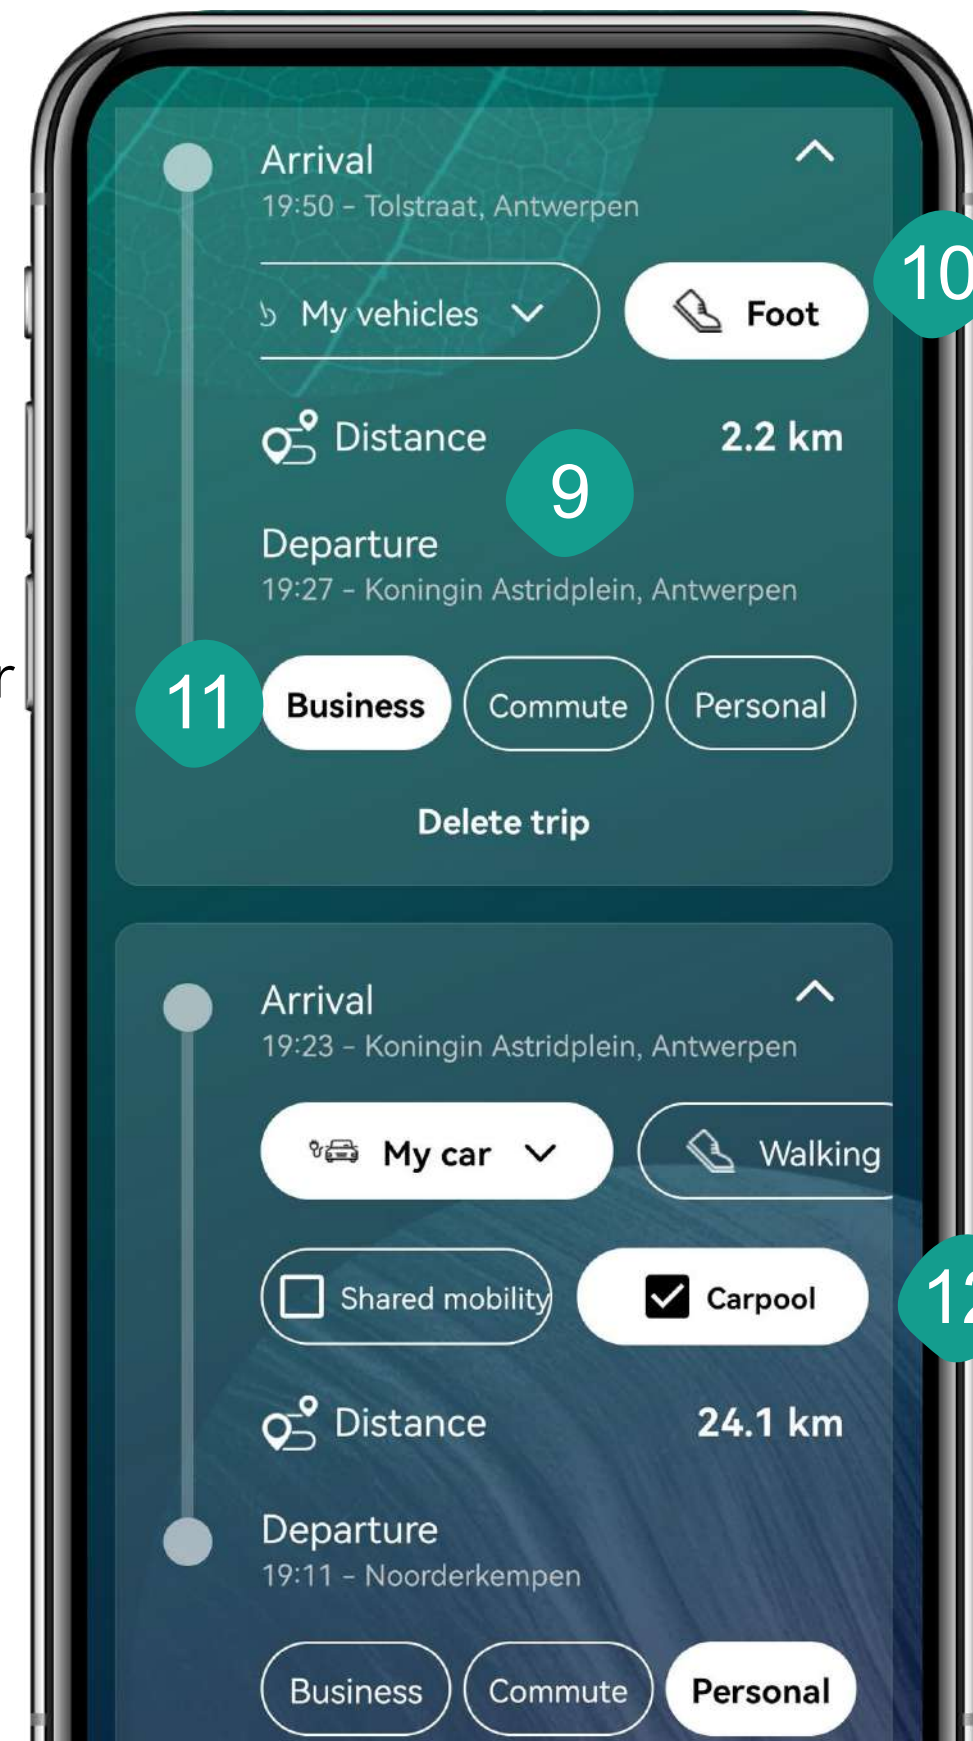 Arrival
19:50 – Tolstraat, Antwerpen
10
My vehicles
Foot
Distance
2.2 km
9
Departure
19:27 – Koningin Astridplein, Antwerpen
r
11
Business
Commute
Personal
Delete trip
Arrival
19:23 – Koningin Astridplein, Antwerpen
My car
Walking
Shared mobility
Carpool
12
Distance
24.1 km
Departure
19:11 – Noorderkempen
Business
Commute
Personal